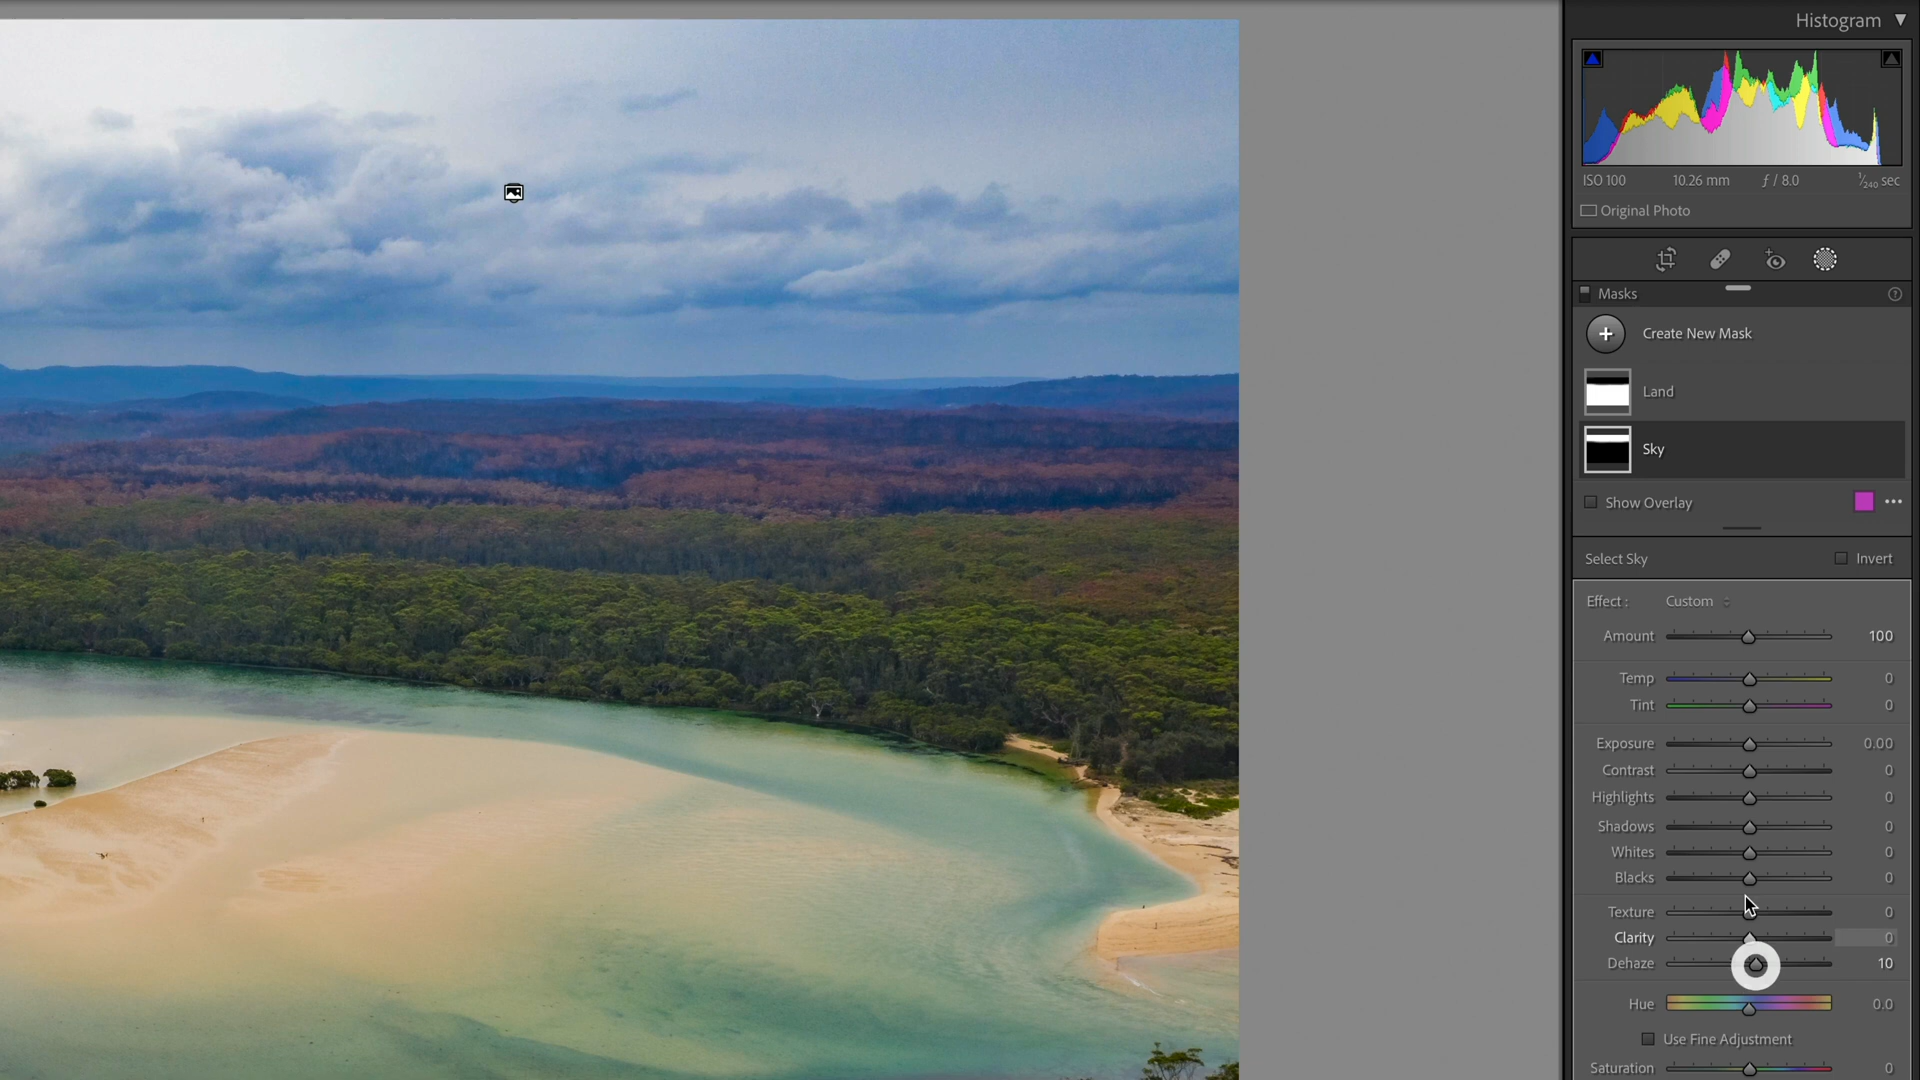 Histogram
ISO 100 10.26 mm ƒ / 8.0 1/240 sec
Original Photo
Masks
Create New Mask
Land
Sky
Show Overlay
Select Sky Invert
Effect : Custom
Amount 100
Temp 0
Tint 0
Exposure 0.00
Contrast 0
Highlights 0
Shadows 0
Whites 0
Blacks 0
Texture 0
Clarity 0
Dehaze 10
Hue 0.0
Use Fine Adjustment
Saturation 0